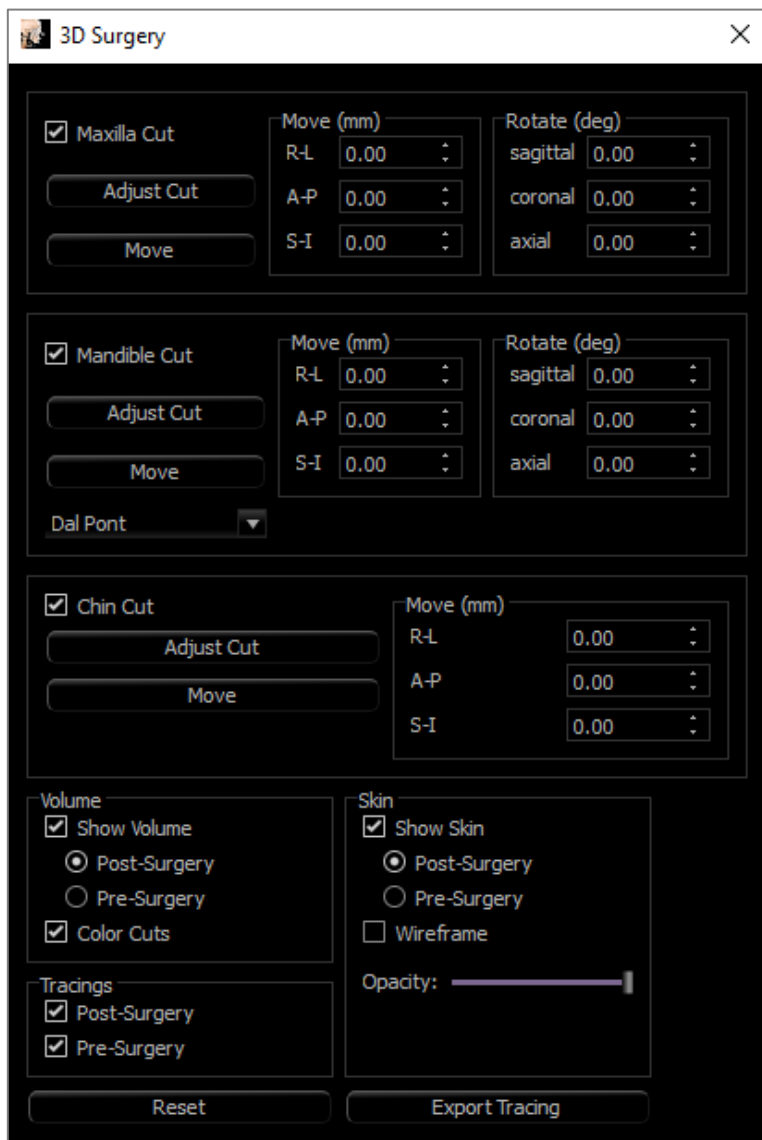 3D Surgery
Maxilla Cut
Adjust Cut
Move
Move (mm)
R-L 0.00
A-P 0.00
S-I 0.00
Rotate (deg)
sagittal 0.00
coronal 0.00
axial 0.00
Mandible Cut
Adjust Cut
Move
Dal Pont
Move (mm)
R-L 0.00
A-P 0.00
S-I 0.00
Rotate (deg)
sagittal 0.00
coronal 0.00
axial 0.00
Chin Cut
Adjust Cut
Move
Move (mm)
R-L 0.00
A-P 0.00
S-I 0.00
Volume
Show Volume
Post-Surgery
Pre-Surgery
Color Cuts
Tracings
Post-Surgery
Pre-Surgery
Skin
Show Skin
Post-Surgery
Pre-Surgery
Wireframe
Opacity:
Reset
Export Tracing